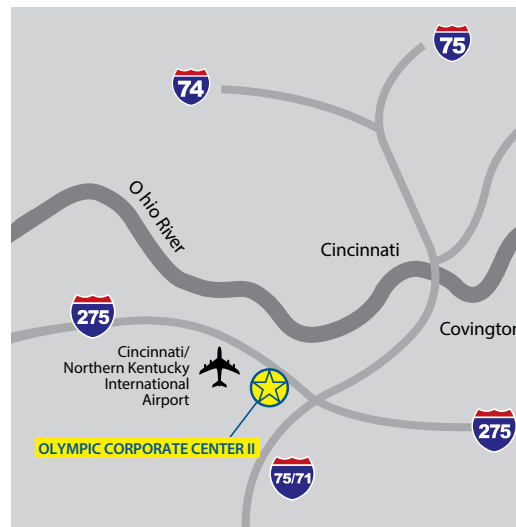 75
74
Ohio River
Cincinnati
275
Covington
Cincinnati/
Northern Kentucky
International
Airport
OLYMPIC CORPORATE CENTER II
275
75/71